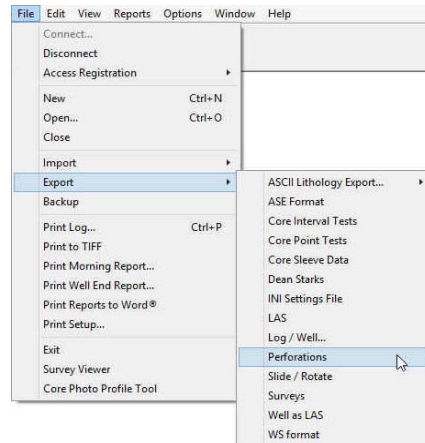 File Edit View Reports Options Window Help
Connect...
Disconnect
Access Registration
New Ctrl+N
Open... Ctrl+O
Close
Import
Export
Backup
Print Log... Ctrl+P
Print to TIFF
Print Morning Report...
Print Well End Report...
Print Reports to Word®
Print Setup...
Exit
Survey Viewer
Core Photo Profile Tool
ASCII Lithology Export...
ASE Format
Core Interval Tests
Core Point Tests
Core Sleeve Data
Dean Starks
INI Settings File
LAS
Log / Well...
Perforations
Slide / Rotate
Surveys
Well as LAS
WS format